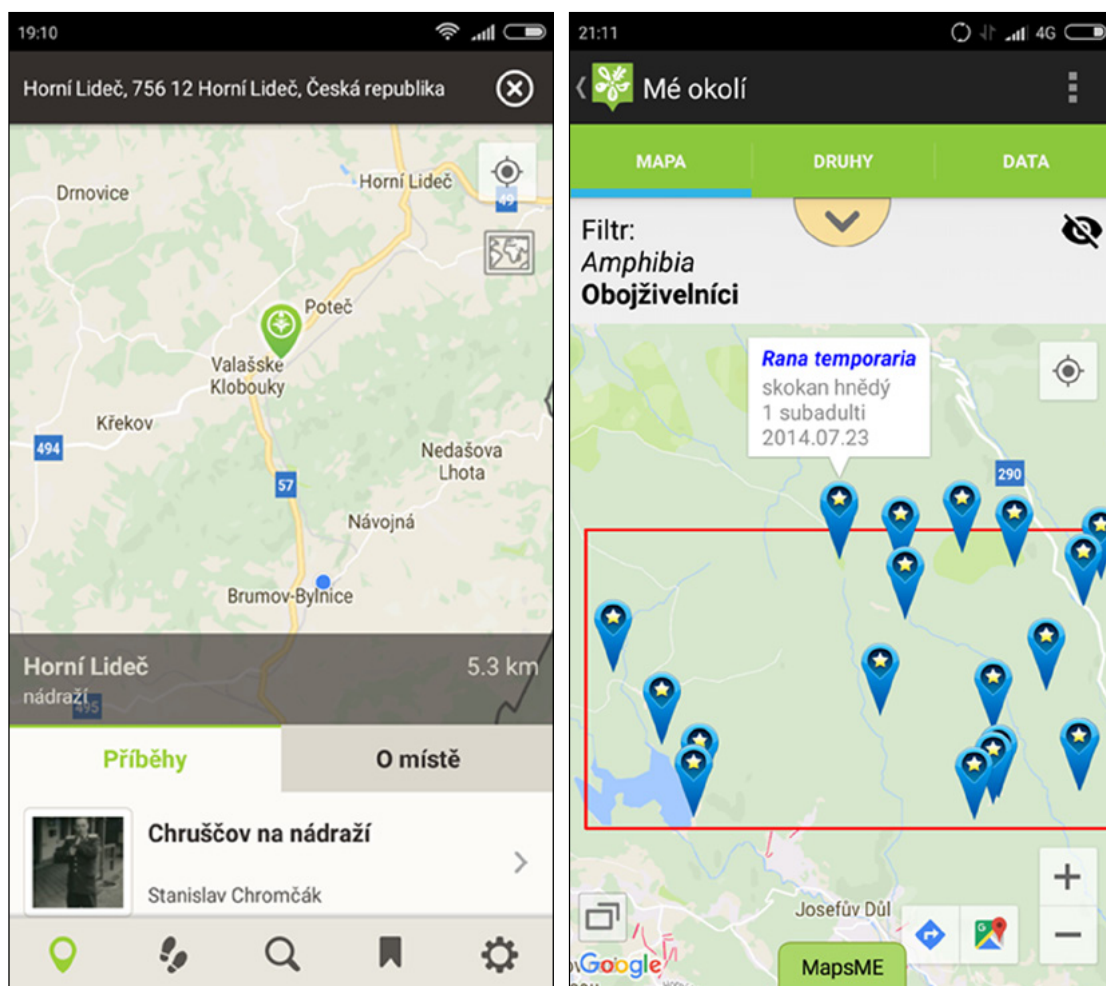 19:10
Horní Lideč, 756 12 Horní Lideč, Česká republika
Drnovice
Horní Lideč
49
Poteč
Valašské
Klobouky
Křekov
494
Nedašova
Lhota
57
Návojná
Brumov-Bylnice
Horní Lideč
5.3 km
nádraží
495
Příběhy
O místě
Chruščov na nádraží
Stanislav Chromčák
21:11
4G
Mé okolí
MAPA
DRUHY
DATA
Filtr:
Amphibia
Obojživelníci
Rana temporaria
skokan hnědý
1 subadulti
2014.07.23
290
Josefův Důl
Google
MapsME